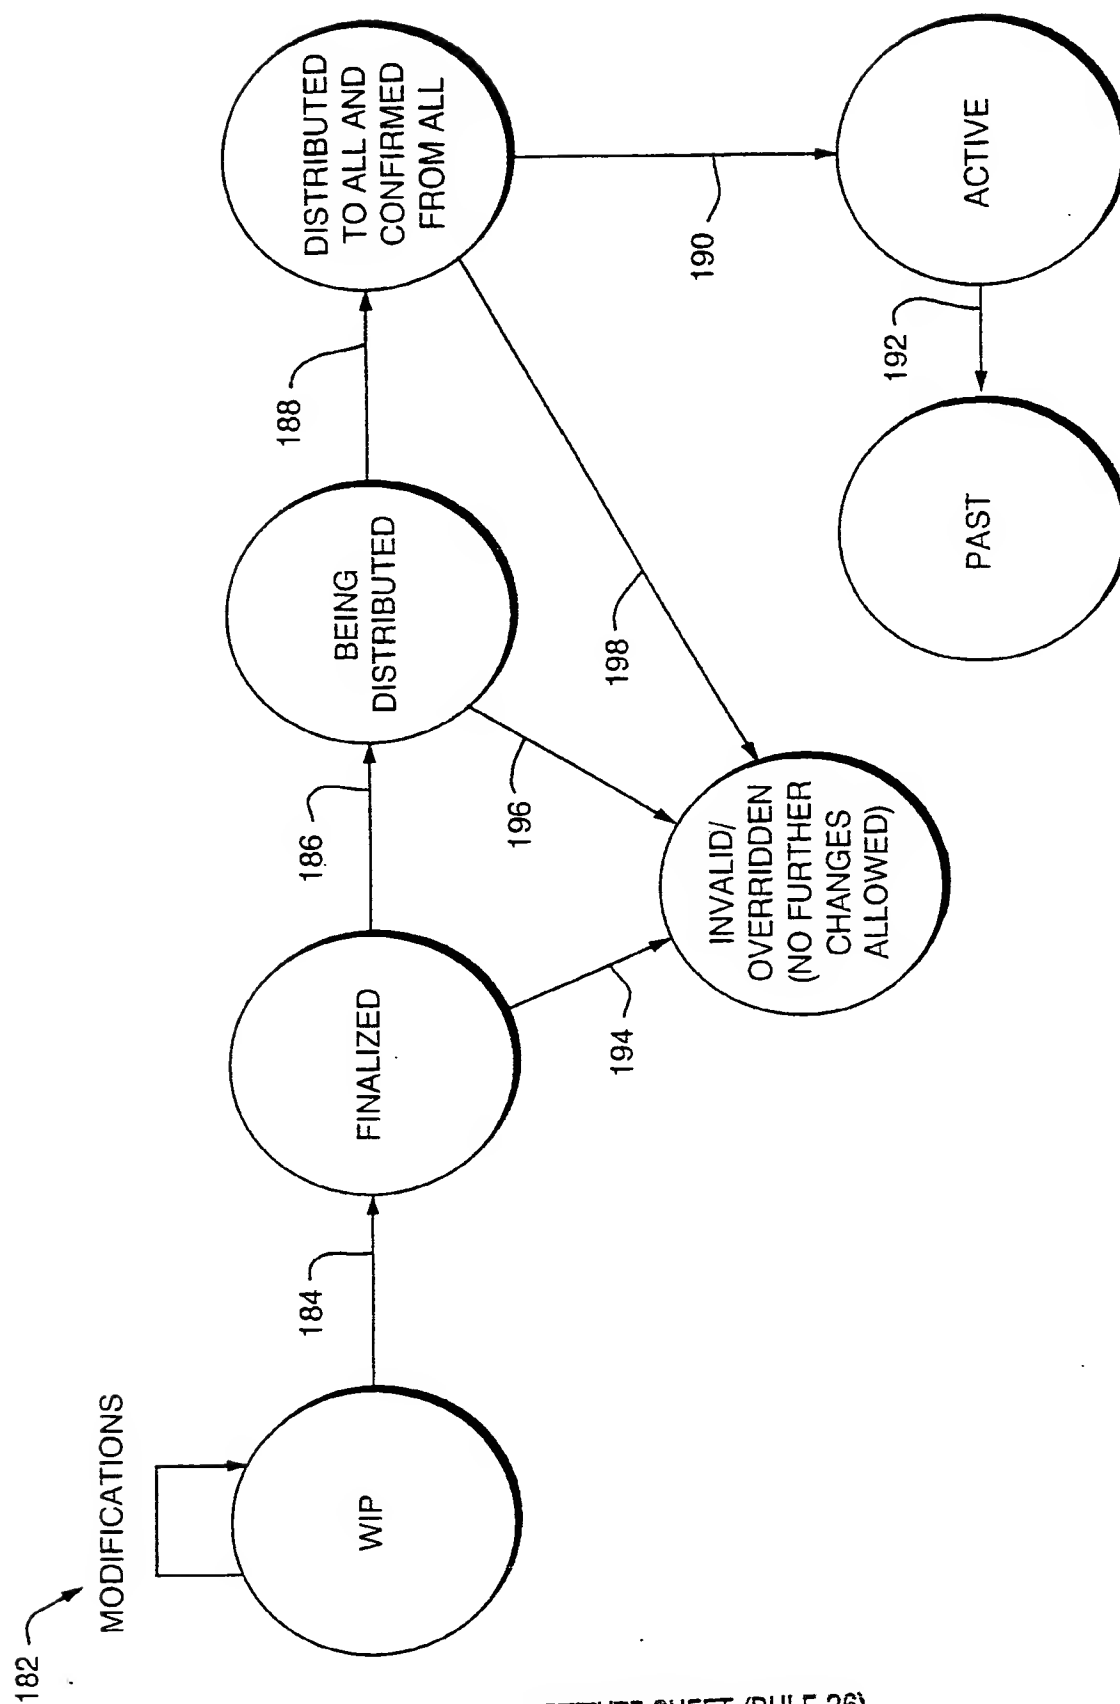 182
MODIFICATIONS
WIP
184
FINALIZED
186
BEING
DISTRIBUTED
188
DISTRIBUTED
TO ALL AND
CONFIRMED
FROM ALL
194
196
198
190
INVALID/
OVERRIDDEN
(NO FURTHER
CHANGES
ALLOWED)
PAST
192
ACTIVE
SHEET (RULE 26)